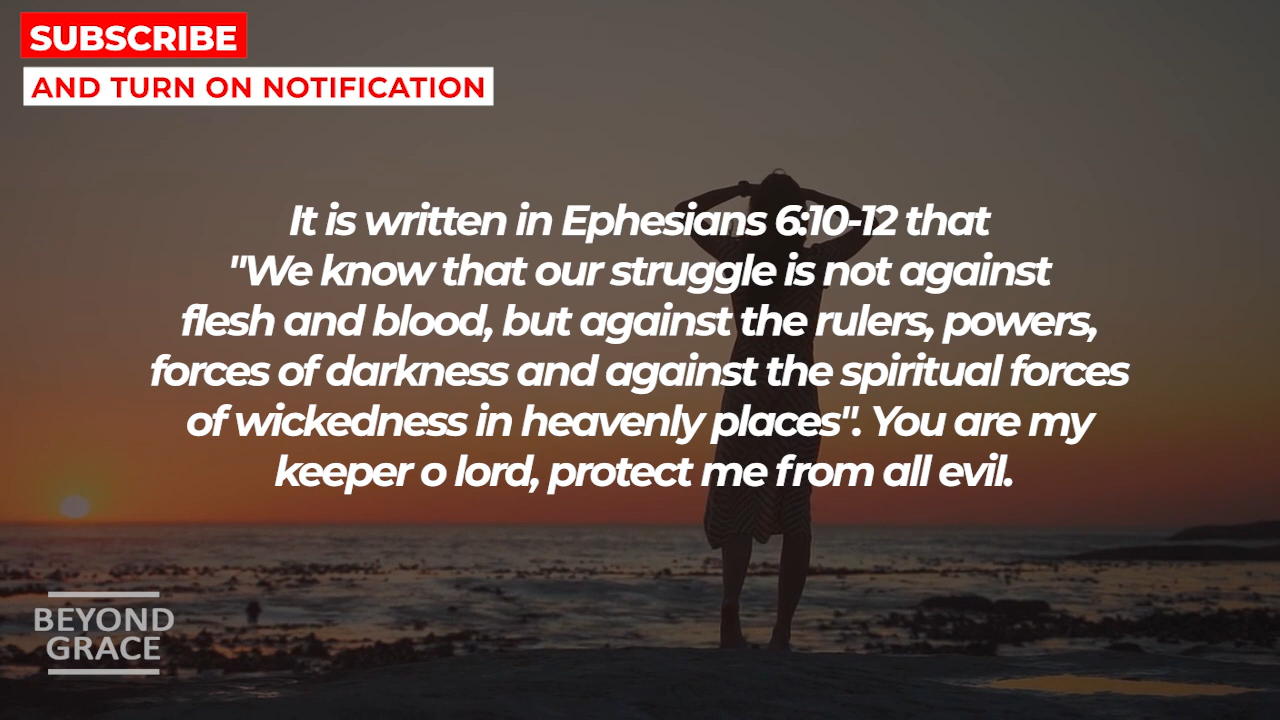 SUBSCRIBE
AND TURN ON NOTIFICATION
It is written in Ephesians 6:10-12 that
"We know that our struggle is not against
flesh and blood, but against the rulers, powers,
forces of darkness and against the spiritual forces
of wickedness in heavenly places". You are my
keeper o lord, protect me from all evil.
BEYOND
GRACE